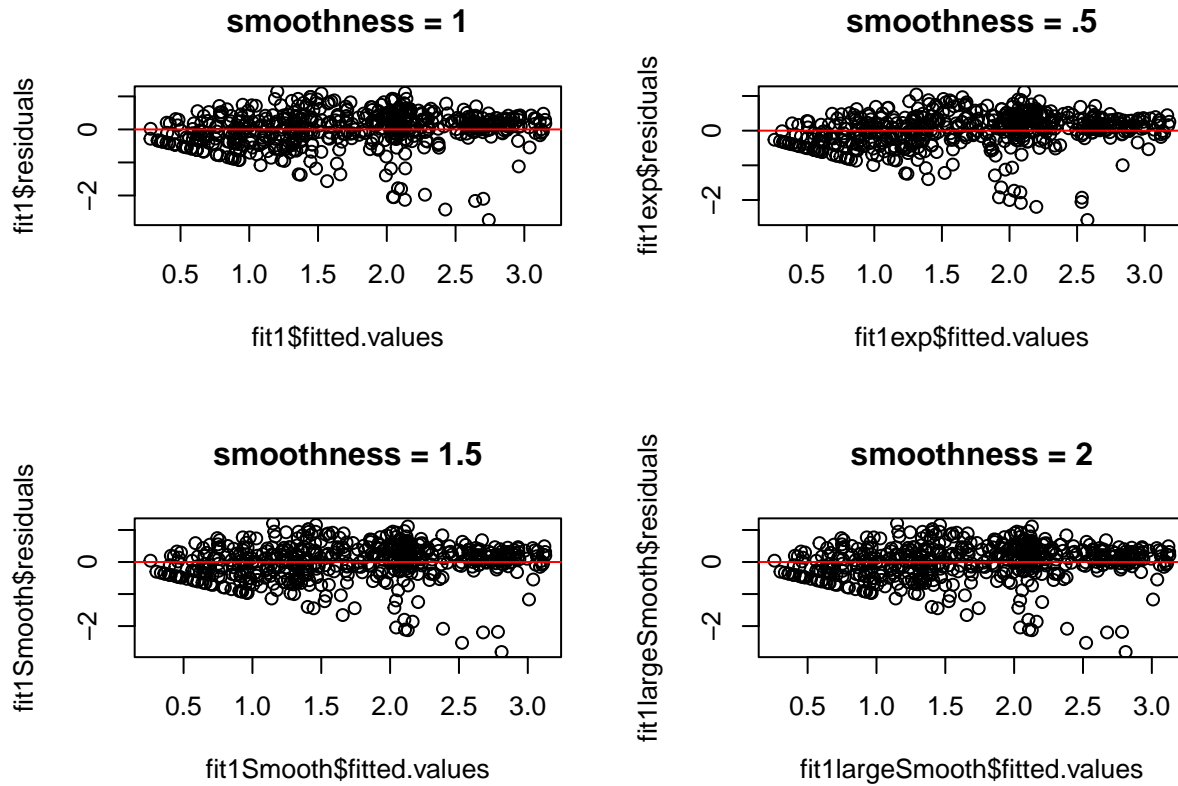 smoothness = 1
fit1$residuals
0
−2
0.5 1.0 1.5 2.0 2.5 3.0
fit1$fitted.values
smoothness = .5
fit1exp$residuals
0
−2
0.5 1.0 1.5 2.0 2.5 3.0
fit1exp$fitted.values
smoothness = 1.5
fit1Smooth$residuals
0
−2
0.5 1.0 1.5 2.0 2.5 3.0
fit1Smooth$fitted.values
smoothness = 2
fit1largeSmooth$residuals
0
−2
0.5 1.0 1.5 2.0 2.5 3.0
fit1largeSmooth$fitted.values